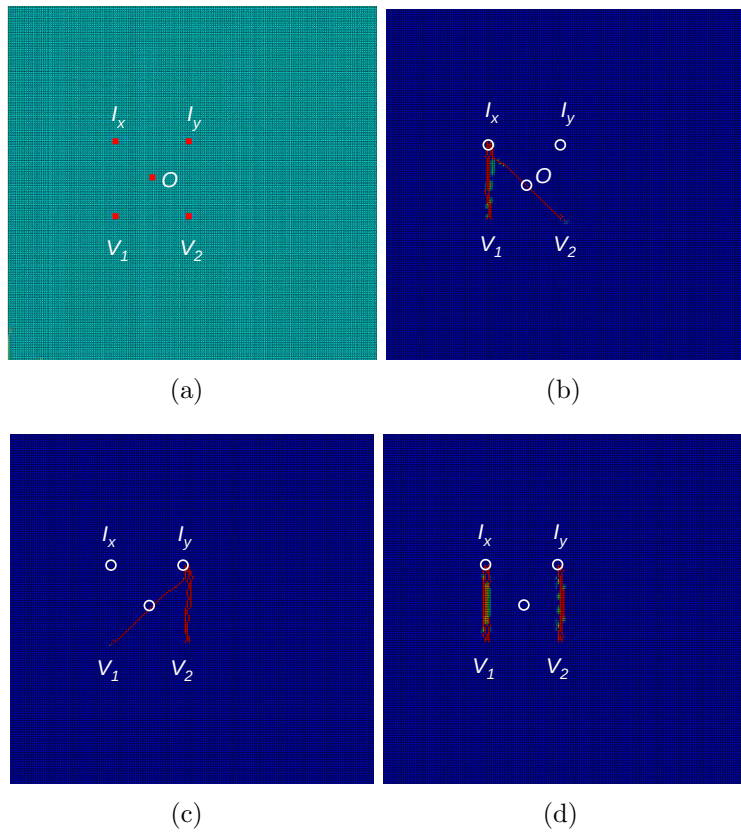 I_x I_y
O
V_1 V_2
(a)
I_x I_y
O
V_1 V_2
(b)
I_x I_y
V_1 V_2
(c)
I_x I_y
V_1 V_2
(d)